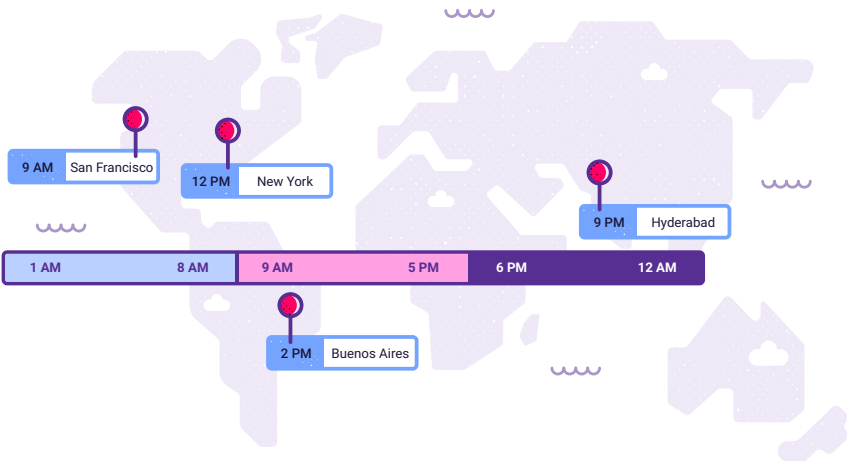 9 AM San Francisco
12 PM New York
9 PM Hyderabad
1 AM 8 AM 9 AM 5 PM 6 PM 12 AM
2 PM Buenos Aires